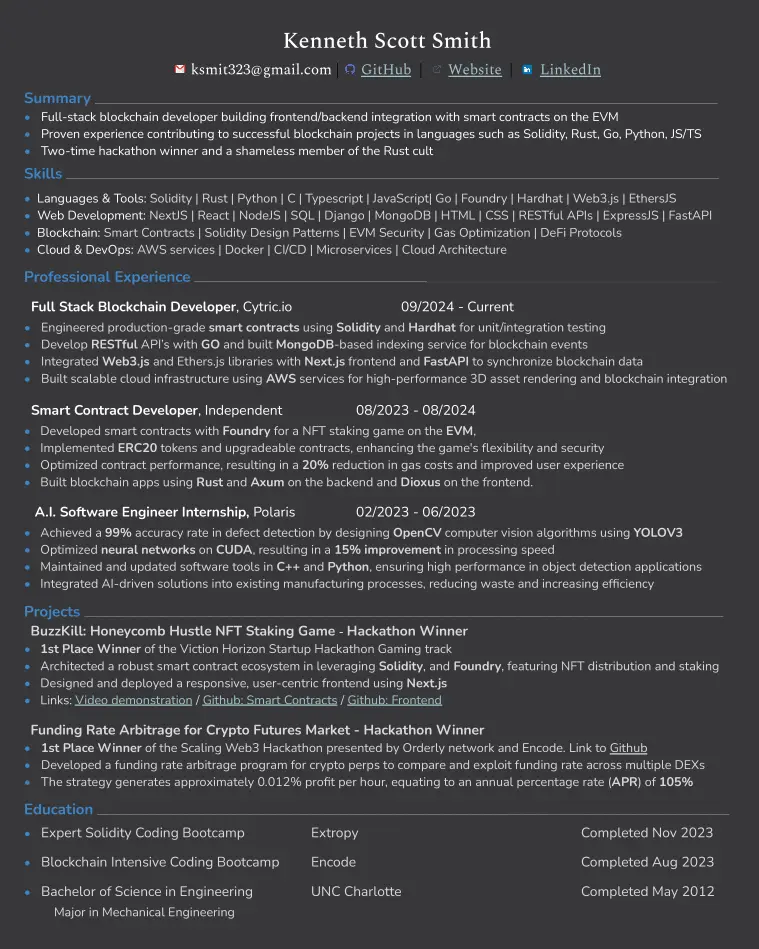 Kenneth Scott Smith
ksmit323@gmail.com | GitHub | Website | LinkedIn
Summary
• Full-stack blockchain developer building frontend/backend integration with smart contracts on the EVM
• Proven experience contributing to successful blockchain projects in languages such as Solidity, Rust, Go, Python, JS/TS
• Two-time hackathon winner and a shameless member of the Rust cult
Skills
• Languages & Tools: Solidity | Rust | Python | C | Typescript | JavaScript| Go | Foundry | Hardhat | Web3.js | EthersJS
• Web Development: NextJS | React | NodeJS | SQL | Django | MongoDB | HTML | CSS | RESTful APIs | ExpressJS | FastAPI
• Blockchain: Smart Contracts | Solidity Design Patterns | EVM Security | Gas Optimization | DeFi Protocols
• Cloud & DevOps: AWS services | Docker | CI/CD | Microservices | Cloud Architecture
Professional Experience
Full Stack Blockchain Developer, Cytric.io 09/2024 - Current
• Engineered production-grade smart contracts using Solidity and Hardhat for unit/integration testing
• Develop RESTful API's with GO and built MongoDB-based indexing service for blockchain events
• Integrated Web3.js and Ethers.js libraries with Next.js frontend and FastAPI to synchronize blockchain data
• Built scalable cloud infrastructure using AWS services for high-performance 3D asset rendering and blockchain integration
Smart Contract Developer, Independent 08/2023 - 08/2024
• Developed smart contracts with Foundry for a NFT staking game on the EVM,
• Implemented ERC20 tokens and upgradeable contracts, enhancing the game's flexibility and security
• Optimized contract performance, resulting in a 20% reduction in gas costs and improved user experience
• Built blockchain apps using Rust and Axum on the backend and Dioxus on the frontend.
A.I. Software Engineer Internship, Polaris 02/2023 - 06/2023
• Achieved a 99% accuracy rate in defect detection by designing OpenCV computer vision algorithms using YOLOV3
• Optimized neural networks on CUDA, resulting in a 15% improvement in processing speed
• Maintained and updated software tools in C++ and Python, ensuring high performance in object detection applications
• Integrated AI-driven solutions into existing manufacturing processes, reducing waste and increasing efficiency
Projects
BuzzKill: Honeycomb Hustle NFT Staking Game - Hackathon Winner
• 1st Place Winner of the Viction Horizon Startup Hackathon Gaming track
• Architected a robust smart contract ecosystem in leveraging Solidity, and Foundry, featuring NFT distribution and staking
• Designed and deployed a responsive, user-centric frontend using Next.js
• Links: Video demonstration / Github: Smart Contracts / Github: Frontend
Funding Rate Arbitrage for Crypto Futures Market - Hackathon Winner
• 1st Place Winner of the Scaling Web3 Hackathon presented by Orderly network and Encode. Link to Github
• Developed a funding rate arbitrage program for crypto perps to compare and exploit funding rate across multiple DEXs
• The strategy generates approximately 0.012% profit per hour, equating to an annual percentage rate (APR) of 105%
Education
• Expert Solidity Coding Bootcamp Extropy Completed Nov 2023
• Blockchain Intensive Coding Bootcamp Encode Completed Aug 2023
• Bachelor of Science in Engineering UNC Charlotte Completed May 2012
Major in Mechanical Engineering